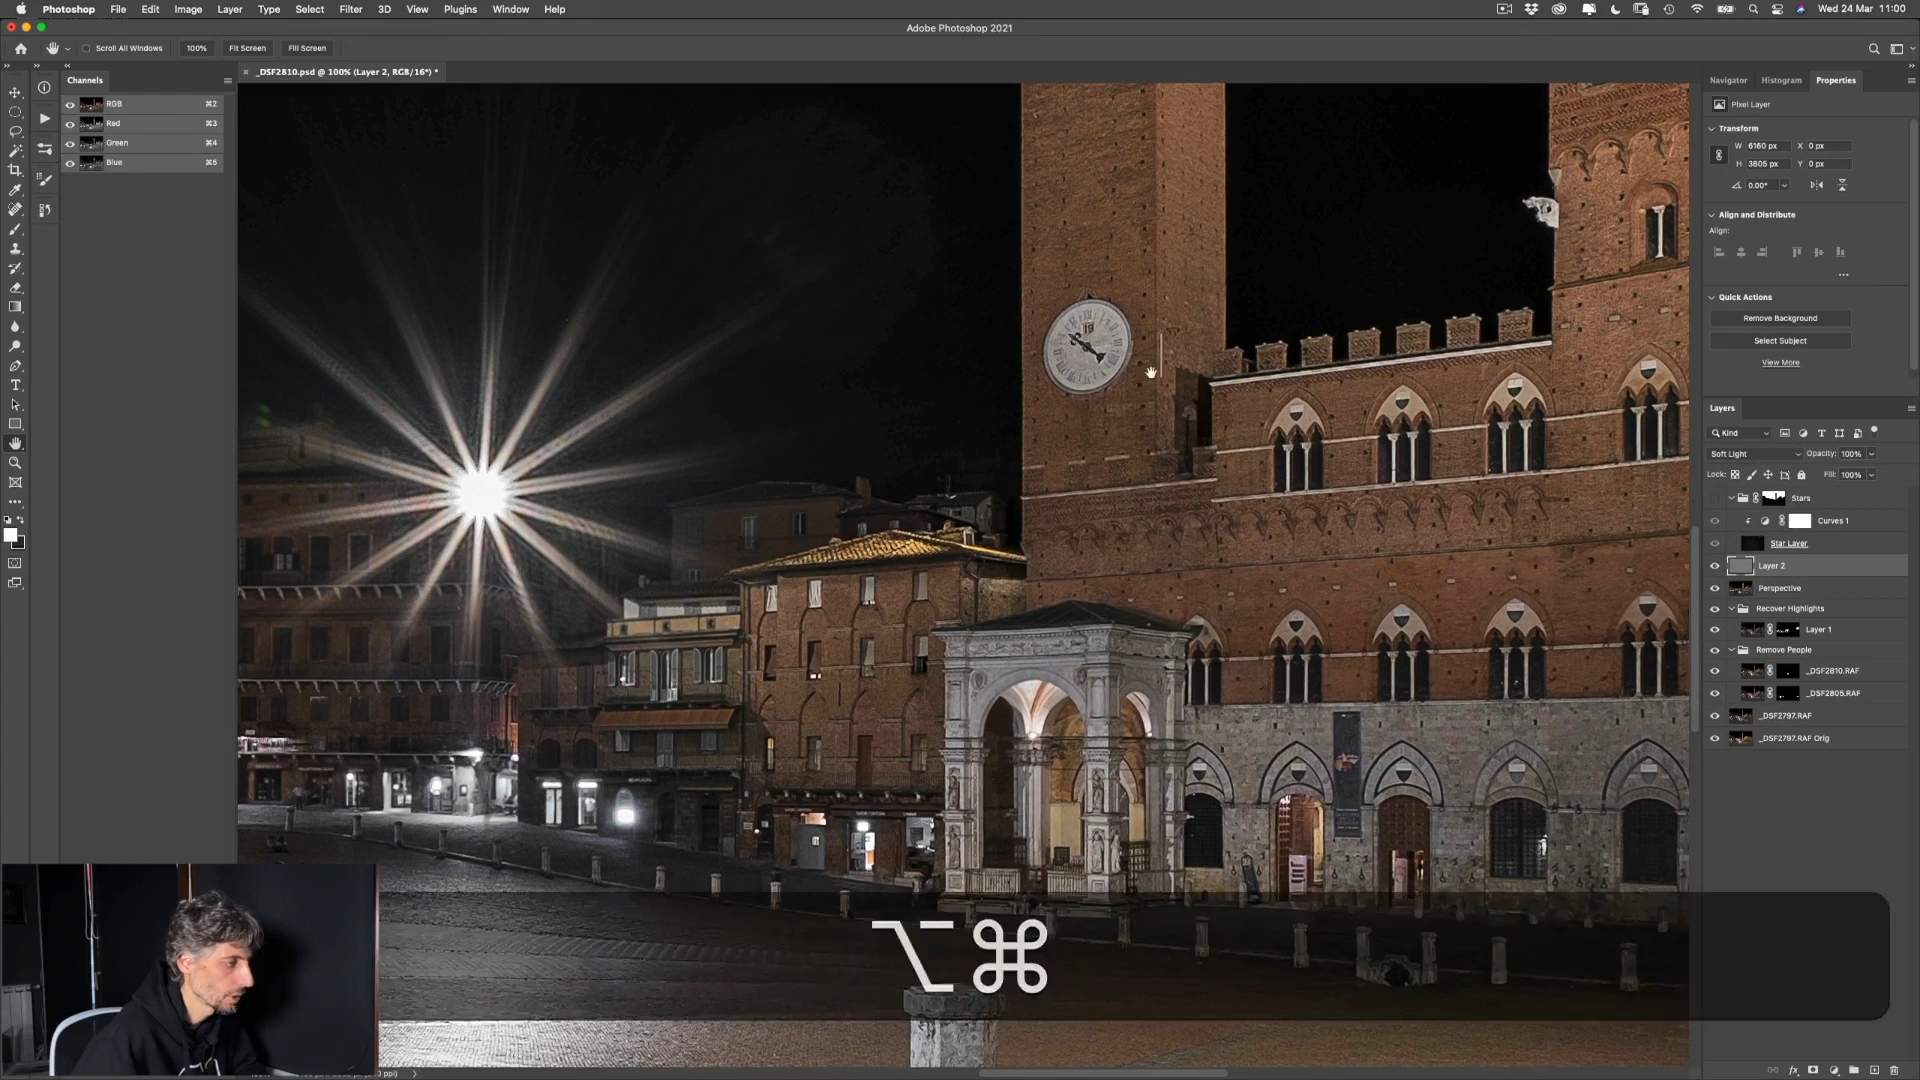 Photoshop File Edit Image Layer Type Select Filter 3D View Plugins Window Help
Wed 24 Mar 11:00
Adobe Photoshop 2021
Scroll All Windows 100% Fit Screen Fill Screen
Channels
_DSF2810.psd @ 100% (Layer 2, RGB/16*) *
Navigator Histogram Properties
RGB ⌘2
Red ⌘3
Green ⌘4
Blue ⌘5
Pixel Layer
Transform
W 6160 px X 0 px
H 3805 px Y 0 px
0.00°
Align and Distribute
Align:
Quick Actions
Remove Background
Select Subject
View More
Layers
Kind
Soft Light Opacity: 100%
Lock: Fill: 100%
Stars
Curves 1
Star Layer
Layer 2
Perspective
Recover Highlights
Layer 1
Remove People
_DSF2810.RAF
_DSF2805.RAF
_DSF2797.RAF
_DSF2797.RAF Orig
19
⌥⌘